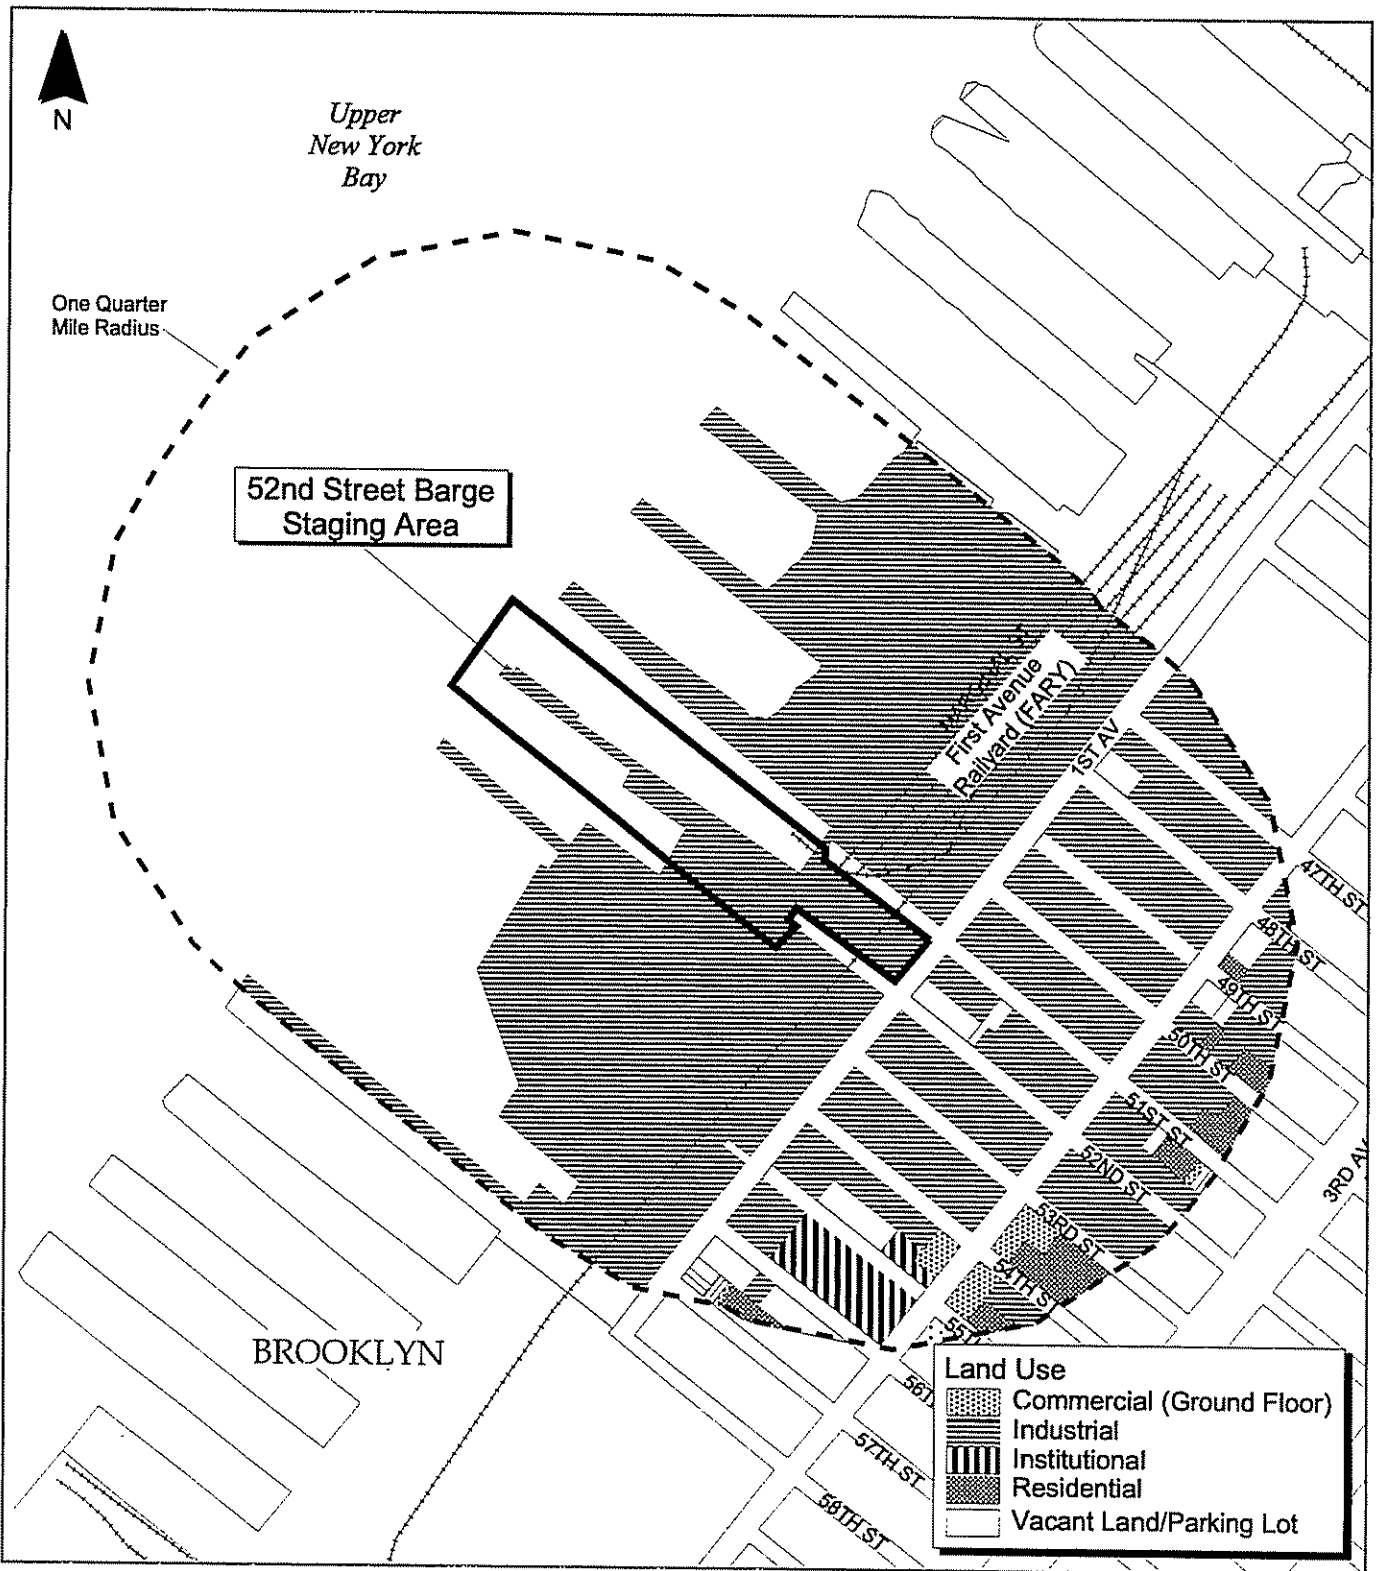 N
Upper
New York
Bay
One Quarter
Mile Radius
52nd Street Barge
Staging Area
First Avenue
Railyard (FARY)
1ST AV
47TH ST
48TH ST
49TH ST
50TH ST
51ST ST
52ND ST
53RD ST
54TH S
3RD AV
BROOKLYN
57TH ST
58TH ST
Land Use
Commercial (Ground Floor)
Industrial
Institutional
Residential
Vacant Land/Parking Lot